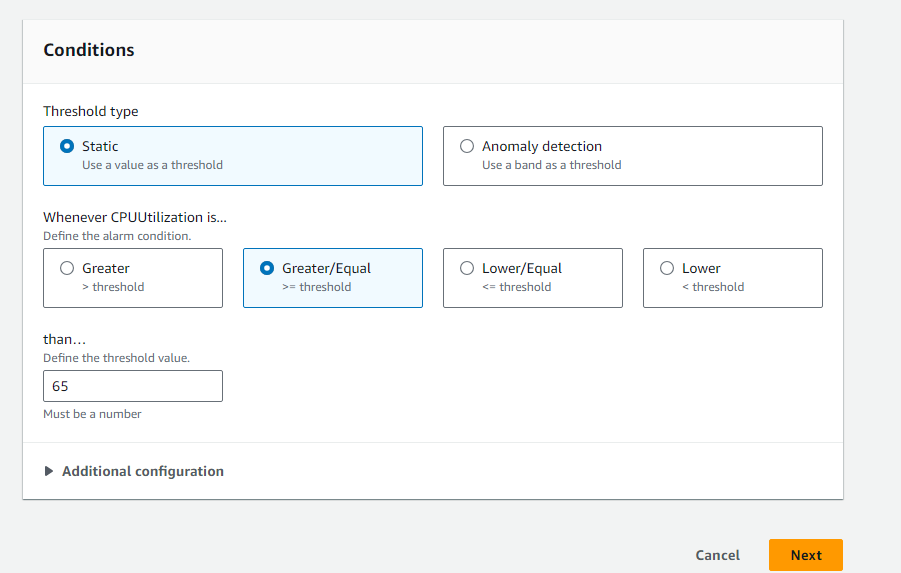 Conditions
Threshold type
Static
Use a value as a threshold
Anomaly detection
Use a band as a threshold
Whenever CPUUtilization is...
Define the alarm condition.
Greater
> threshold
Greater/Equal
>= threshold
Lower/Equal
<= threshold
Lower
< threshold
than...
Define the threshold value.
65
Must be a number
Additional configuration
Cancel
Next